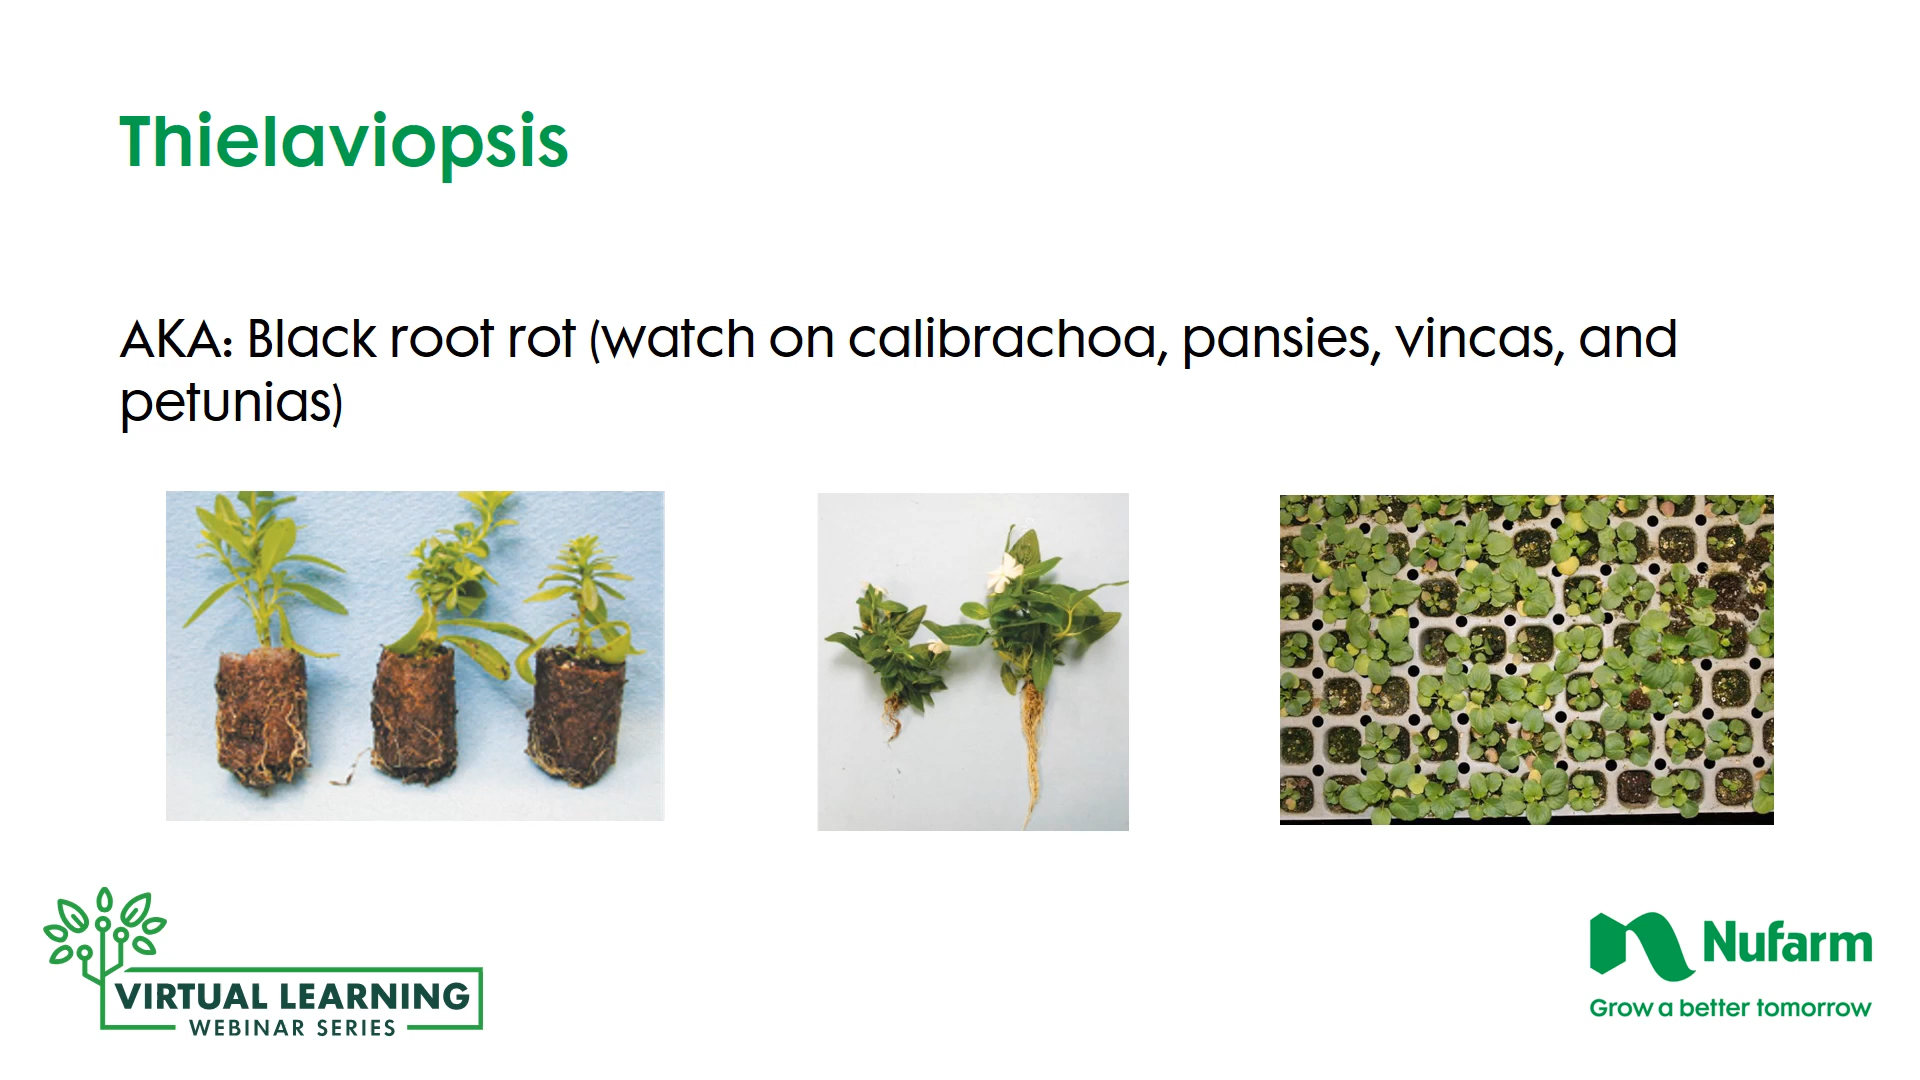 Thielaviopsis
AKA: Black root rot (watch on calibrachoa, pansies, vincas, and
petunias)
VIRTUAL LEARNING
WEBINAR SERIES
Nufarm
Grow a better tomorrow